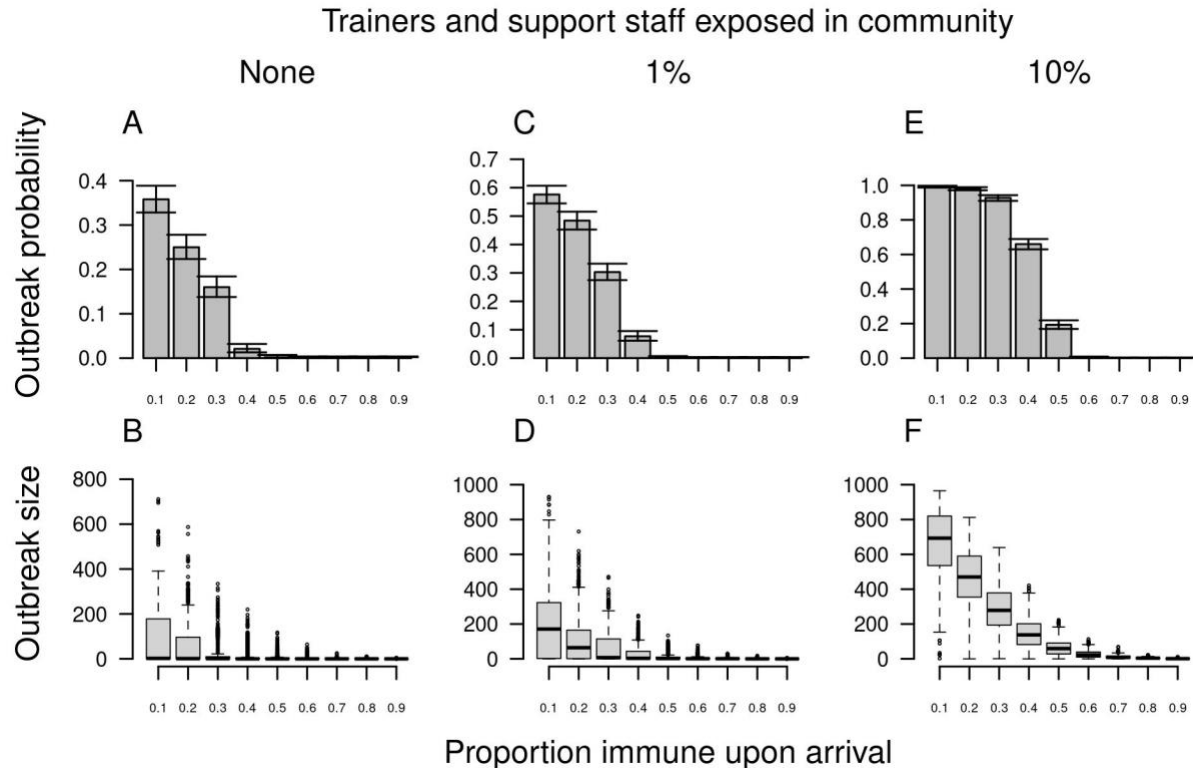 Trainers and support staff exposed in community
None 1% 10%
A C E
Outbreak probability
0.4
0.3
0.2
0.1
0.0
0.7
0.6
0.5
0.4
0.3
0.2
0.1
0.0
1.0
0.8
0.6
0.4
0.2
0.0
0.1 0.2 0.3 0.4 0.5 0.6 0.7 0.8 0.9
0.1 0.2 0.3 0.4 0.5 0.6 0.7 0.8 0.9
0.1 0.2 0.3 0.4 0.5 0.6 0.7 0.8 0.9
B D F
Outbreak size
800
600
400
200
0
1000
800
600
400
200
0
1000
800
600
400
200
0
0.1 0.2 0.3 0.4 0.5 0.6 0.7 0.8 0.9
0.1 0.2 0.3 0.4 0.5 0.6 0.7 0.8 0.9
0.1 0.2 0.3 0.4 0.5 0.6 0.7 0.8 0.9
Proportion immune upon arrival